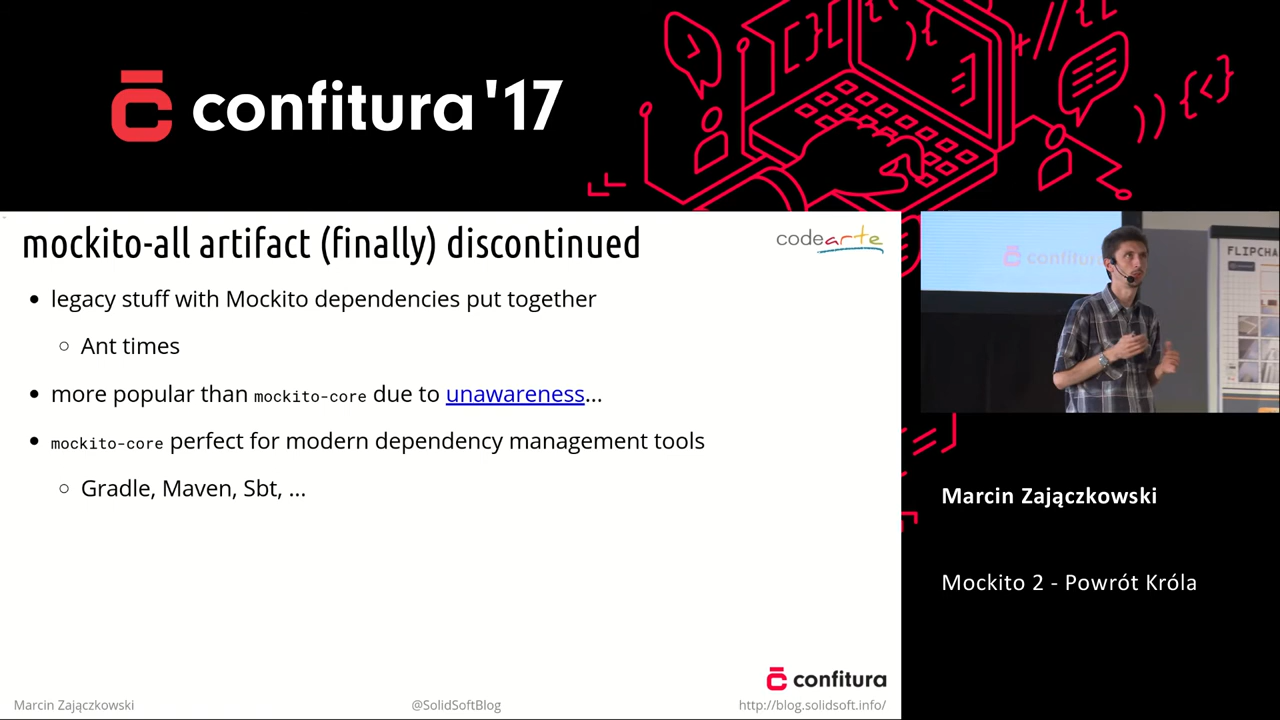 confitura '17
mockito-all artifact (finally) discontinued
codearte
legacy stuff with Mockito dependencies put together
Ant times
more popular than mockito-core due to unawareness...
mockito-core perfect for modern dependency management tools
Gradle, Maven, Sbt, ...
confitura
Marcin Zajączkowski
@SolidSoftBlog
http://blog.solidsoft.info/
confitura
FLIPCHA
Marcin Zajączkowski
Mockito 2 - Powrót Króla